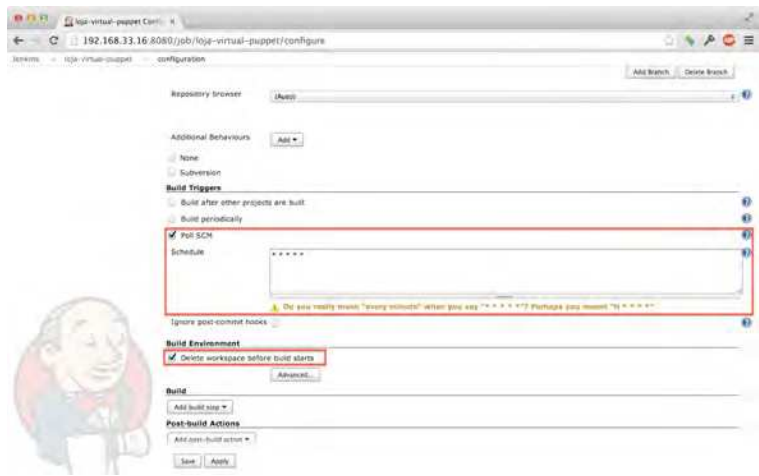 loja-virtual-puppet Con
192.168.33.16:8080/job/loja-virtual-puppet/configure
Jenkins loja-virtual-puppet configuration
Add Branch Delete Branch
Repository browser (Auto)
Additional Behaviours Add
None
Subversion
Build Triggers
Build after other projects are built
Build periodically
Poll SCM
Schedule * * * * *
Do you really mean "every minute" when you say "* * * * *"? Perhaps you meant "H * * * *"
Ignore post-commit hooks
Build Environment
Delete workspace before build starts
Advanced...
Build
Add build step
Post-build Actions
Add post-build action
Save Apply